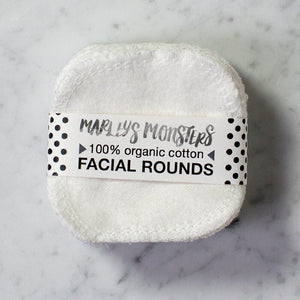 MARLEY'S MONSTERS
100% organic cotton
FACIAL ROUNDS